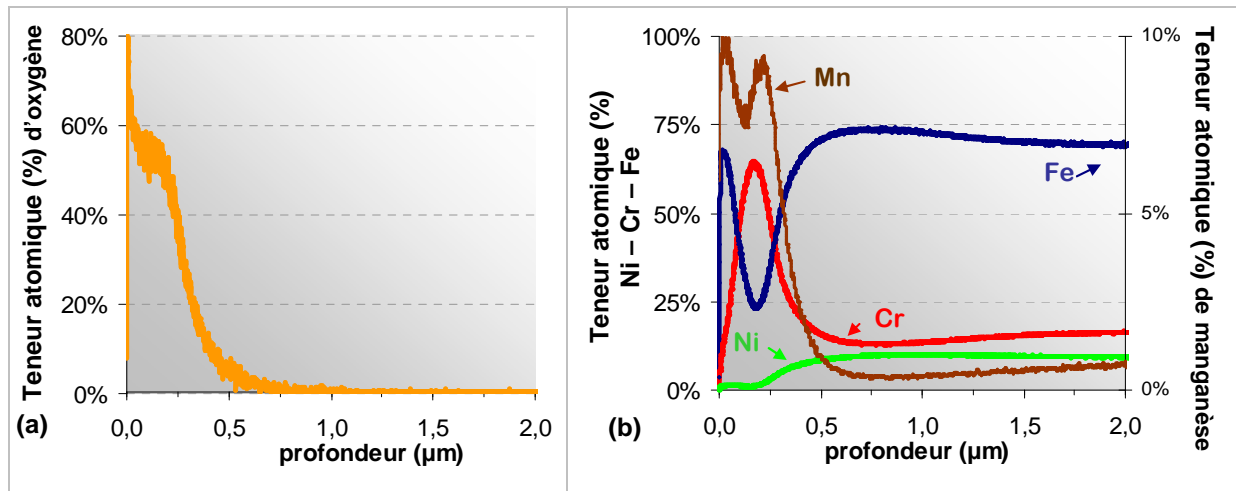 Teneur atomique (%) d'oxygène
80%
60%
40%
20%
0%
0,0
0,5
1,0
1,5
2,0
profondeur (µm)
(a)
Teneur atomique (%)
Ni – Cr – Fe
100%
75%
50%
25%
0%
Mn
Fe
Cr
Ni
10%
5%
0%
Teneur atomique (%) de manganèse
0,0
0,5
1,0
1,5
2,0
profondeur (µm)
(b)